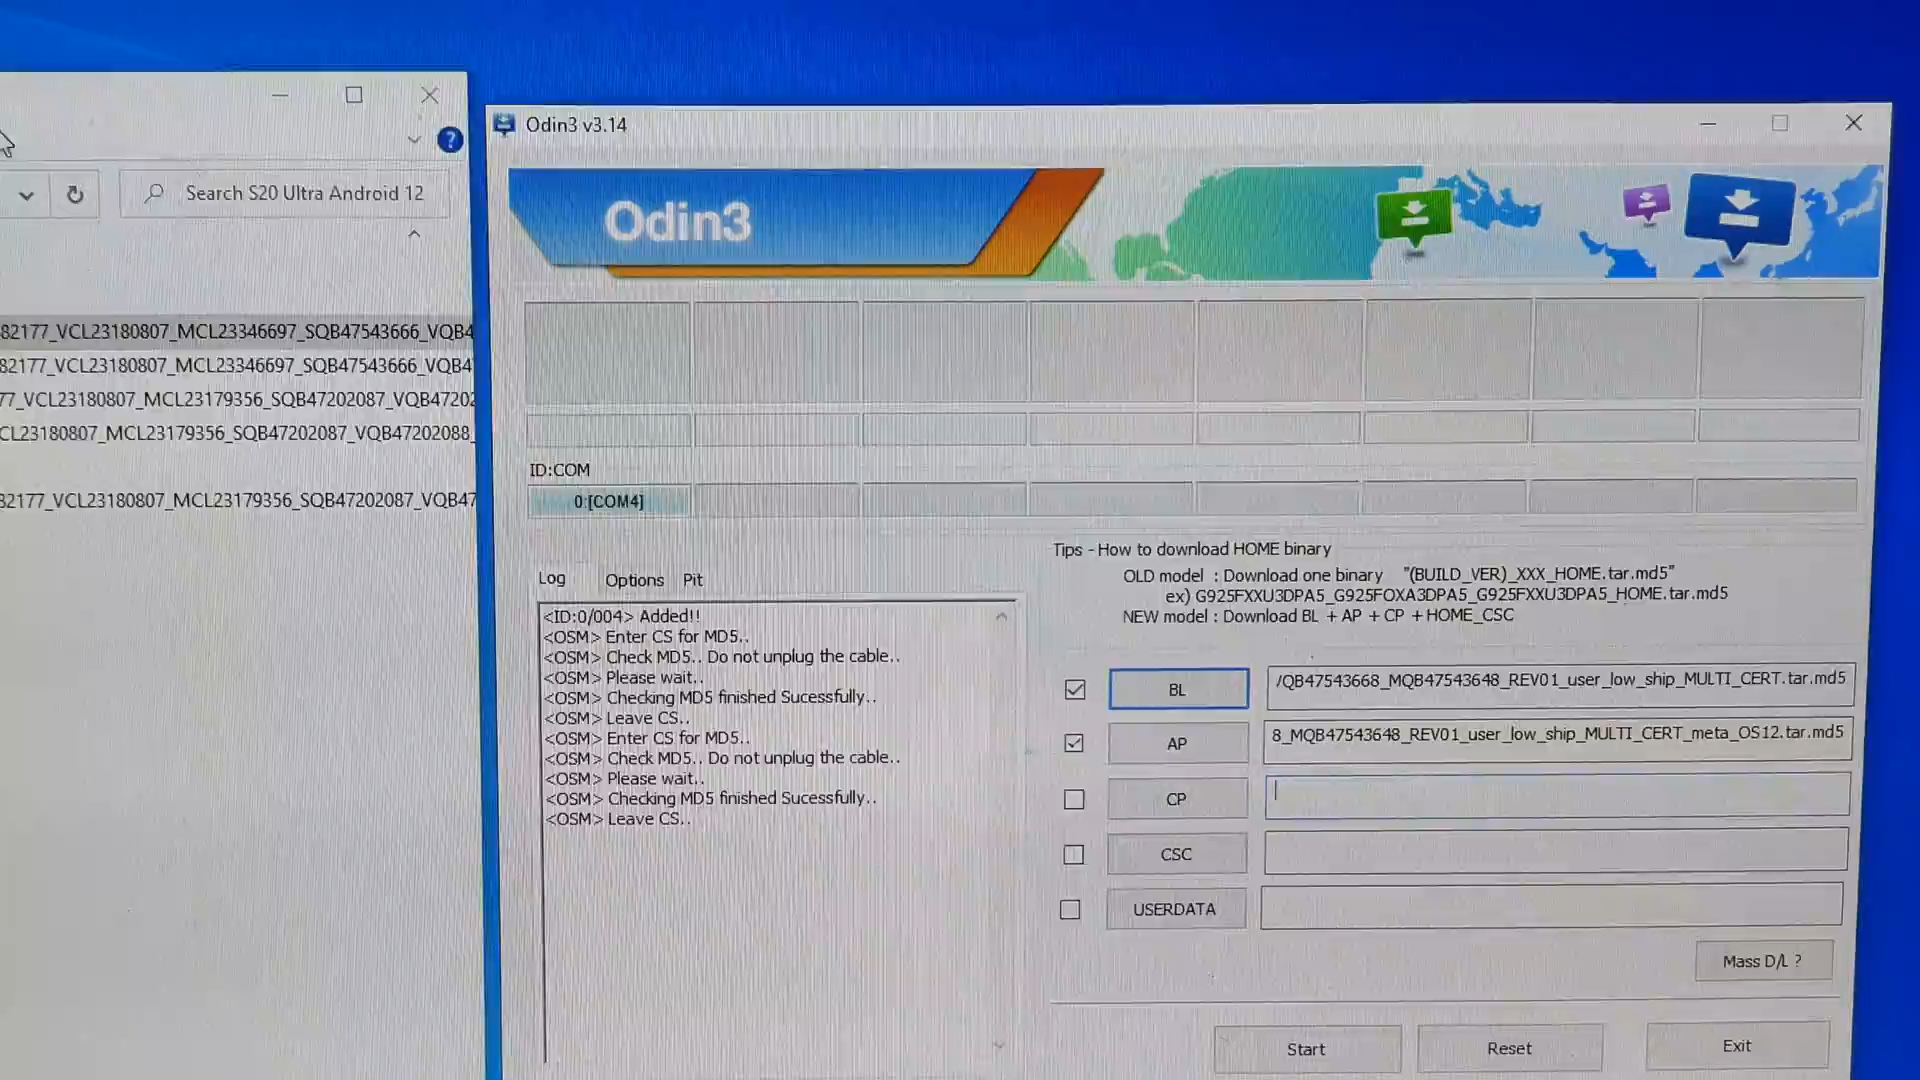 Search S20 Ultra Android 12
82177_VCL23180807_MCL23346697_SQB47543666_VQB4
82177_VCL23180807_MCL23346697_SQB47543666_VQB4
77_VCL23180807_MCL23179356_SQB47202087_VQB47202
CL23180807_MCL23179356_SQB47202087_VQB47202088_
82177_VCL23180807_MCL23179356_SQB47202087_VQB47
Odin3 v3.14
Odin3
ID:COM
0:[COM4]
Log Options Pit
<ID:0/004> Added!!
<OSM> Enter CS for MD5..
<OSM> Check MD5.. Do not unplug the cable..
<OSM> Please wait..
<OSM> Checking MD5 finished Sucessfully..
<OSM> Leave CS..
<OSM> Enter CS for MD5..
<OSM> Check MD5.. Do not unplug the cable..
<OSM> Please wait..
<OSM> Checking MD5 finished Sucessfully..
<OSM> Leave CS..
Tips - How to download HOME binary
OLD model : Download one binary "(BUILD_VER)_XXX_HOME.tar.md5"
ex) G925FXXU3DPA5_G925FOXA3DPA5_G925FXXU3DPA5_HOME.tar.md5
NEW model : Download BL + AP + CP + HOME_CSC
BL /QB47543668_MQB47543648_REV01_user_low_ship_MULTI_CERT.tar.md5
AP 8_MQB47543648_REV01_user_low_ship_MULTI_CERT_meta_OS12.tar.md5
CP
CSC
USERDATA
Mass D/L ?
Start Reset Exit